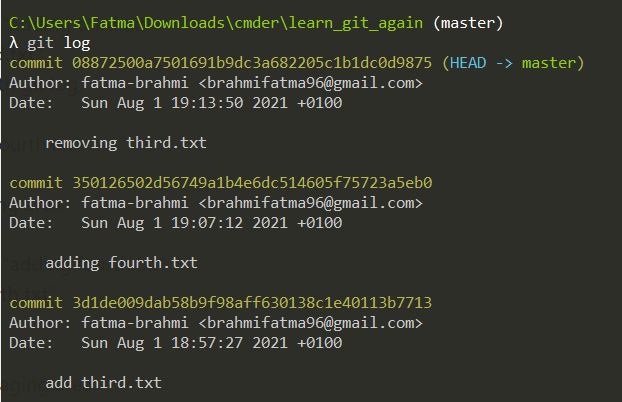 C:\Users\Fatma\Downloads\cmder\learn_git_again (master)
λ git log
commit 08872500a7501691b9dc3a682205c1b1dc0d9875 (HEAD -> master)
Author: fatma-brahmi <brahmifatma96@gmail.com>
Date:   Sun Aug 1 19:13:50 2021 +0100
removing third.txt
commit 350126502d56749a1b4e6dc514605f75723a5eb0
Author: fatma-brahmi <brahmifatma96@gmail.com>
Date:   Sun Aug 1 19:07:12 2021 +0100
adding fourth.txt
commit 3d1de009dab58b9f98aff630138c1e40113b7713
Author: fatma-brahmi <brahmifatma96@gmail.com>
Date:   Sun Aug 1 18:57:27 2021 +0100
add third.txt